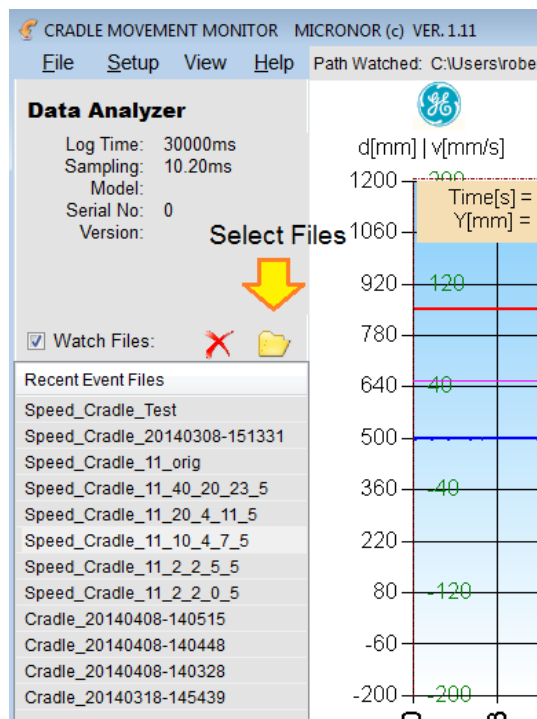 CRADLE MOVEMENT MONITOR MICRONOR (c) VER. 1.11
File Setup View Help Path Watched: C:\Users\robe
Data Analyzer
Log Time: 30000ms
Sampling: 10.20ms
Model:
Serial No: 0
Version:
Select Files
Watch Files:
Recent Event Files
Speed_Cradle_Test
Speed_Cradle_20140308-151331
Speed_Cradle_11_orig
Speed_Cradle_11_40_20_23_5
Speed_Cradle_11_20_4_11_5
Speed_Cradle_11_10_4_7_5
Speed_Cradle_11_2_2_5_5
Speed_Cradle_11_2_2_0_5
Cradle_20140408-140515
Cradle_20140408-140448
Cradle_20140408-140328
Cradle_20140318-145439
GE
d[mm] | v[mm/s]
Time[s] =
Y[mm] =
1200 200
1060
920 120
780
640 40
500
360 -40
220
80 -120
-60
-200 -200